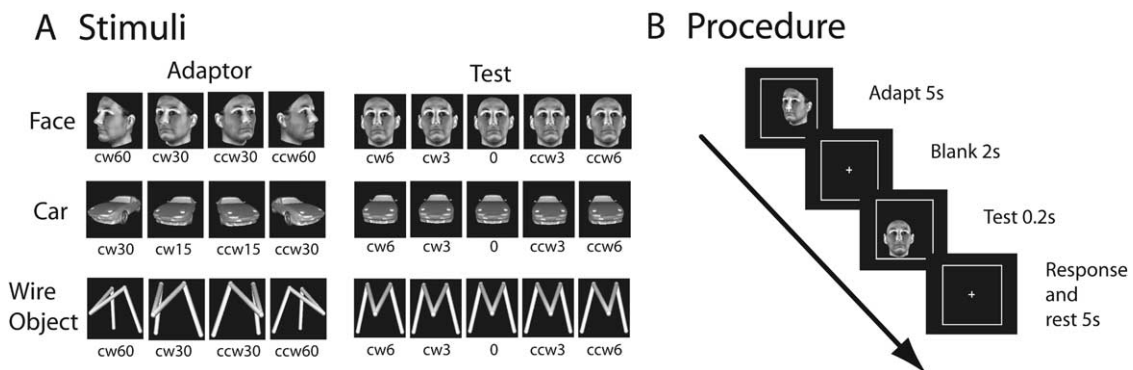 A Stimuli
Adaptor
Test
Face
cw60 cw30 ccw30 ccw60
cw6 cw3 0 ccw3 ccw6
Car
cw30 cw15 ccw15 ccw30
cw6 cw3 0 ccw3 ccw6
Wire
Object
cw60 cw30 ccw30 ccw60
cw6 cw3 0 ccw3 ccw6
B Procedure
Adapt 5s
Blank 2s
Test 0.2s
Response
and
rest 5s